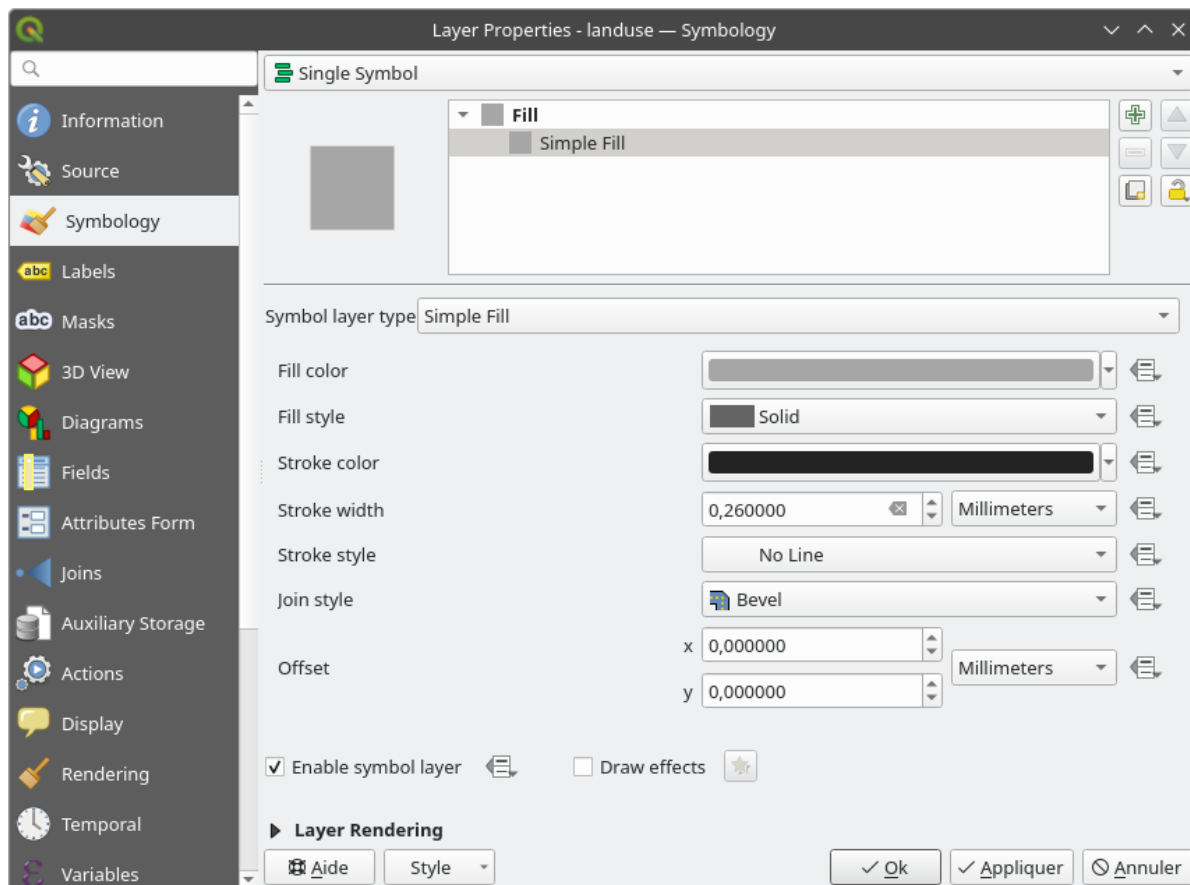 Layer Properties - landuse — Symbology
Single Symbol
Information
Source
Symbology
abc Labels
abc Masks
3D View
Diagrams
Fields
Attributes Form
Joins
Auxiliary Storage
Actions
Display
Rendering
Temporal
Variables
Fill
Simple Fill
Symbol layer type Simple Fill
Fill color
Fill style Solid
Stroke color
Stroke width 0,260000 Millimeters
Stroke style No Line
Join style Bevel
Offset x 0,000000 Millimeters
y 0,000000
Enable symbol layer Draw effects
Layer Rendering
Aide Style Ok Appliquer Annuler